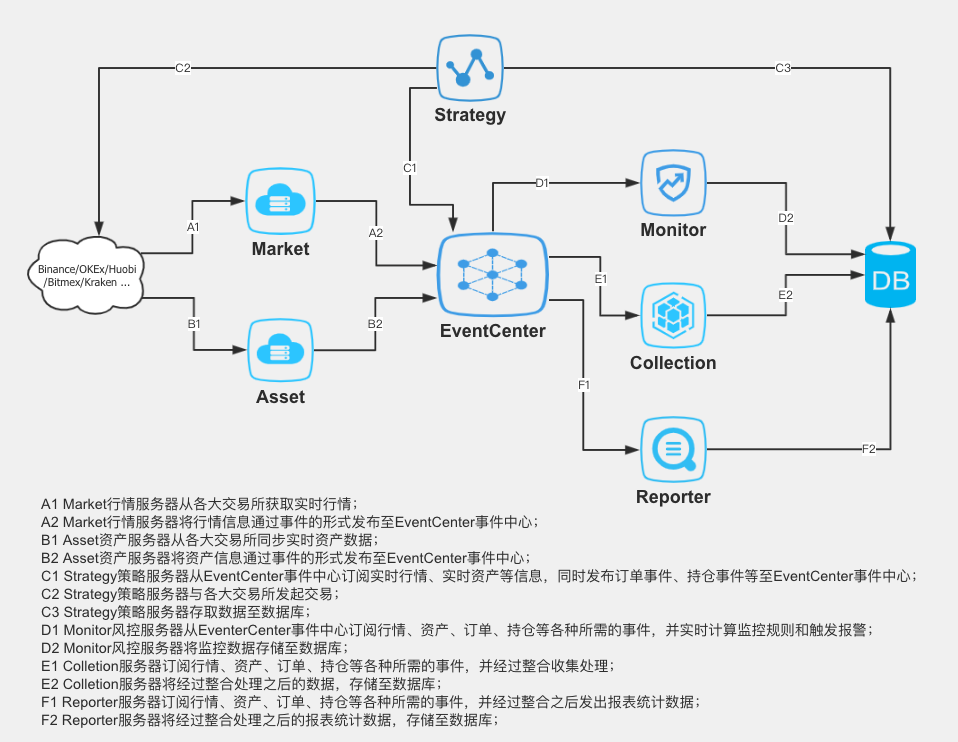 C2
C3
Strategy
C1
D1
A1
Market
A2
Monitor
D2
Binance/OKEx/Huobi
/Bitmex/Kraken ...
DB
E1
E2
B1
B2
EventCenter
Collection
Asset
F1
F2
Reporter
A1 Market行情服务器从各大交易所获取实时行情；
A2 Market行情服务器将行情信息通过事件的形式发布至EventCenter事件中心；
B1 Asset资产服务器从各大交易所同步实时资产数据；
B2 Asset资产服务器将资产信息通过事件的形式发布至EventCenter事件中心；
C1 Strategy策略服务器从EventCenter事件中心订阅实时行情、实时资产等信息，同时发布订单事件、持仓事件等至EventCenter事件中心；
C2 Strategy策略服务器与各大交易所发起交易；
C3 Strategy策略服务器存取数据至数据库；
D1 Monitor风控服务器从EventerCenter事件中心订阅行情、资产、订单、持仓等各种所需的事件，并实时计算监控规则和触发报警；
D2 Monitor风控服务器将监控数据存储至数据库；
E1 Colletion服务器订阅行情、资产、订单、持仓等各种所需的事件，并经过整合收集处理；
E2 Colletion服务器将经过整合处理之后的数据，存储至数据库；
F1 Reporter服务器订阅行情、资产、订单、持仓等各种所需的事件，并经过整合之后发出报表统计数据；
F2 Reporter服务器将经过整合处理之后的报表统计数据，存储至数据库；